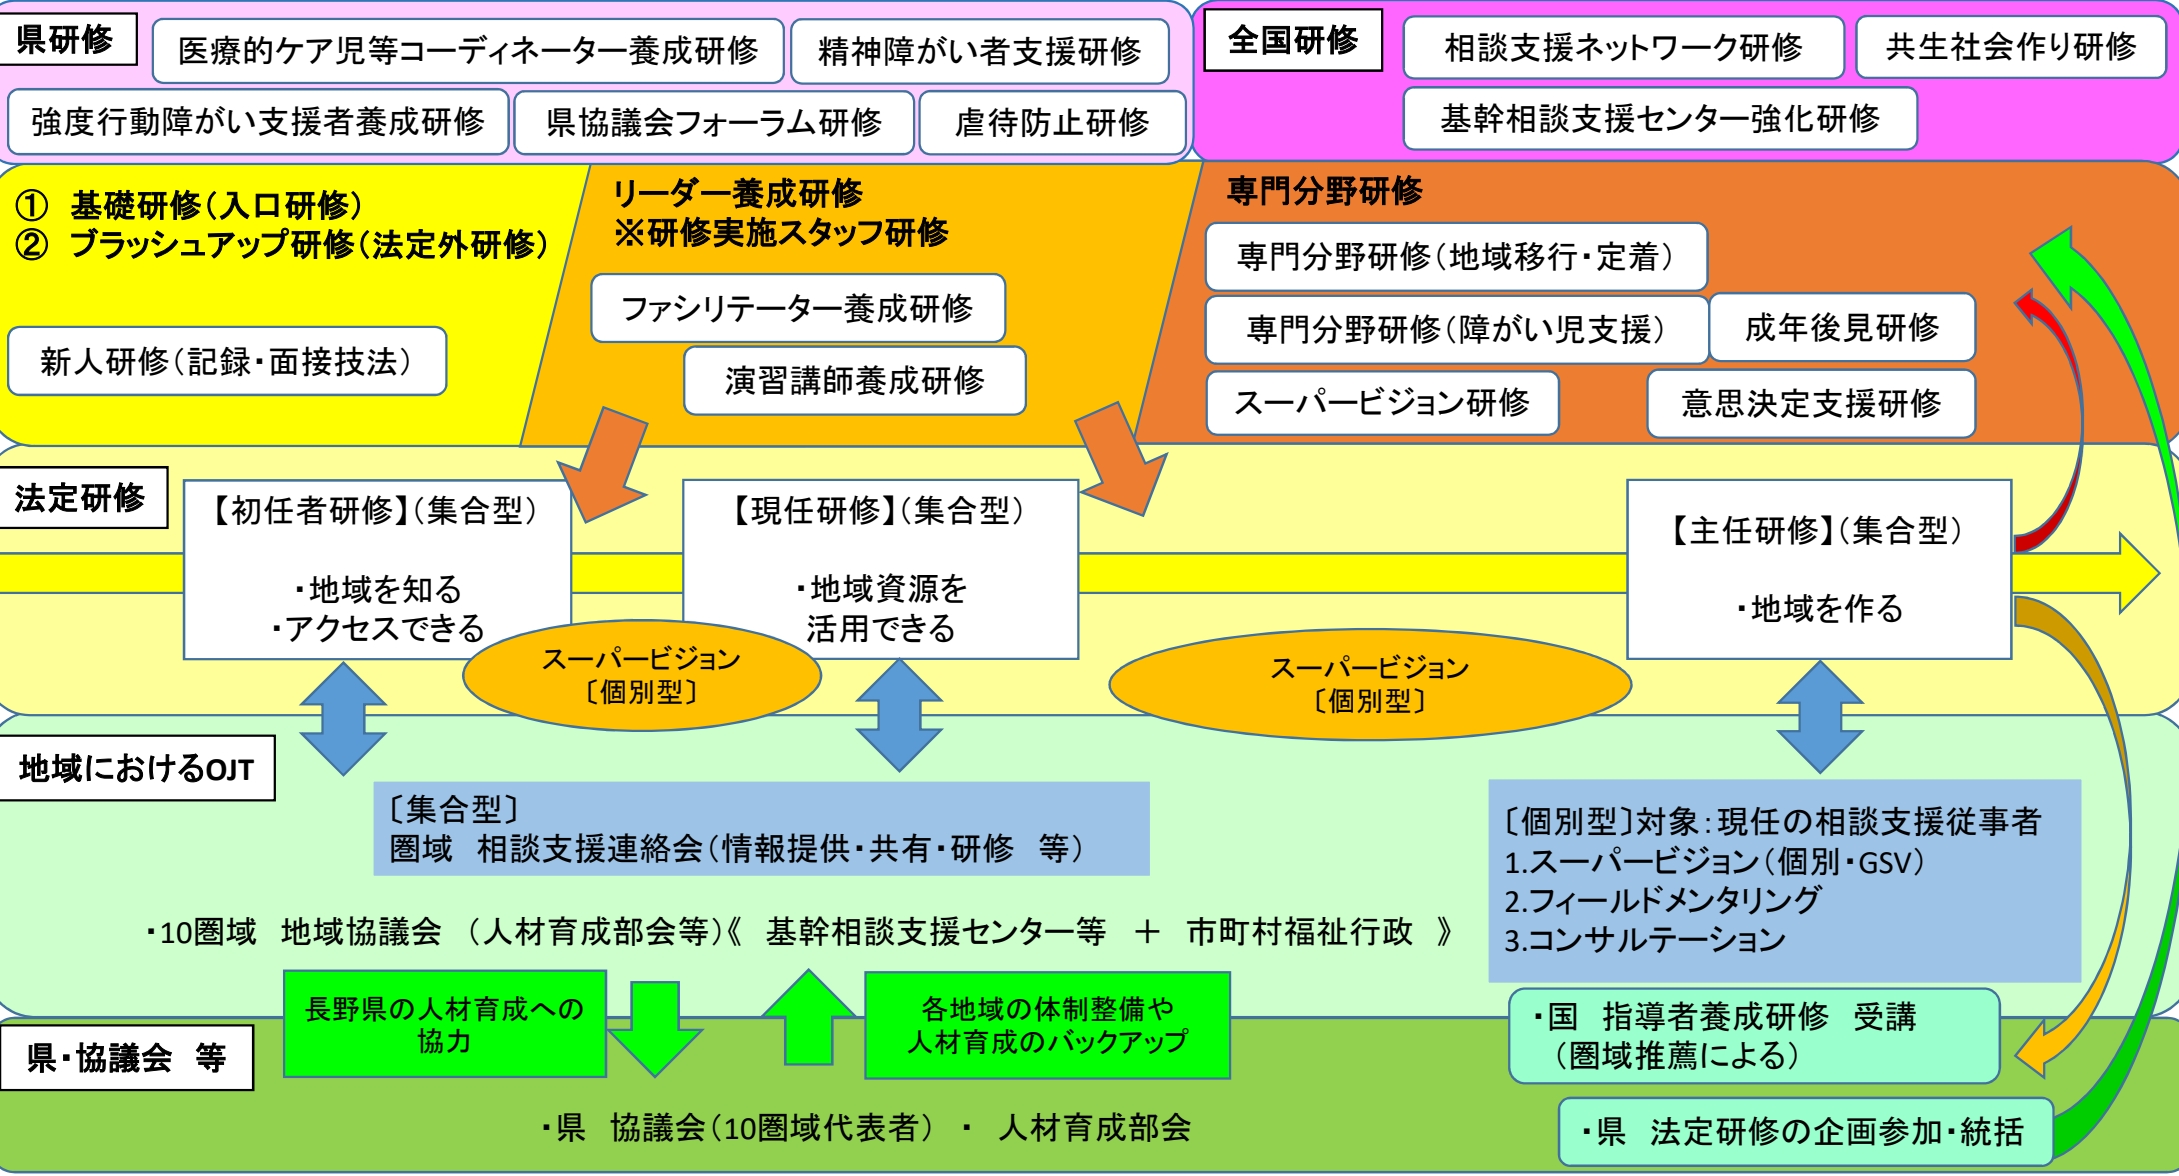 県研修
医療的ケア児等コーディネーター養成研修
精神障がい者支援研修
強度行動障がい支援者養成研修
県協議会フォーラム研修
虐待防止研修
全国研修
相談支援ネットワーク研修
共生社会作り研修
基幹相談支援センター強化研修
① 基礎研修(入口研修)
② ブラッシュアップ研修(法定外研修)
新人研修(記録・面接技法)
リーダー養成研修
※研修実施スタッフ研修
ファシリテーター養成研修
演習講師養成研修
専門分野研修
専門分野研修(地域移行・定着)
専門分野研修(障がい児支援)
成年後見研修
スーパービジョン研修
意思決定支援研修
法定研修
【初任者研修】(集合型)
・地域を知る
・アクセスできる
【現任研修】(集合型)
・地域資源を
活用できる
【主任研修】(集合型)
・地域を作る
スーパービジョン
〔個別型〕
スーパービジョン
〔個別型〕
地域におけるOJT
〔集合型〕
圏域 相談支援連絡会(情報提供・共有・研修 等)
〔個別型〕対象:現任の相談支援従事者
1.スーパービジョン(個別・GSV)
2.フィールドメンタリング
3.コンサルテーション
・10圏域 地域協議会 (人材育成部会等)《 基幹相談支援センター等 + 市町村福祉行政 》
長野県の人材育成への
協力
各地域の体制整備や
人材育成のバックアップ
・国 指導者養成研修 受講
(圏域推薦による)
県・協議会 等
・県 協議会(10圏域代表者) ・ 人材育成部会
・県 法定研修の企画参加・統括